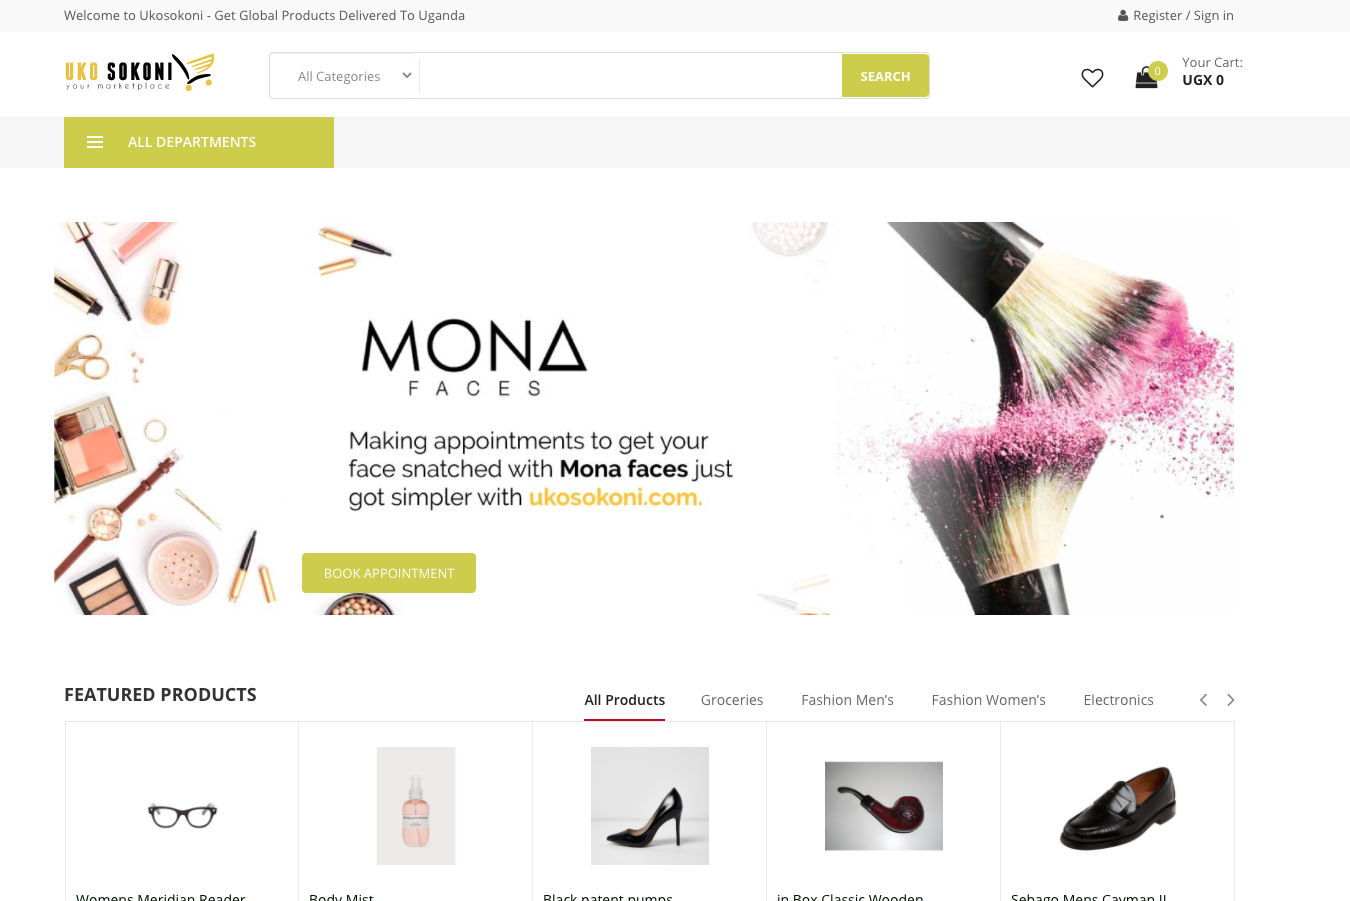 Welcome to Ukosokoni - Get Global Products Delivered To Uganda
Register / Sign in
UKO SOKONI
your marketplace
All Categories
SEARCH
0
Your Cart:
UGX 0
ALL DEPARTMENTS
MONA
FACES
Making appointments to get your
face snatched with Mona faces just
got simpler with ukosokoni.com.
BOOK APPOINTMENT
FEATURED PRODUCTS
All Products
Groceries
Fashion Men’s
Fashion Women’s
Electronics
Womens Meridian Reader
Body Mist
Black patent pumps
in Box Classic Wooden
Sebago Mens Cayman II